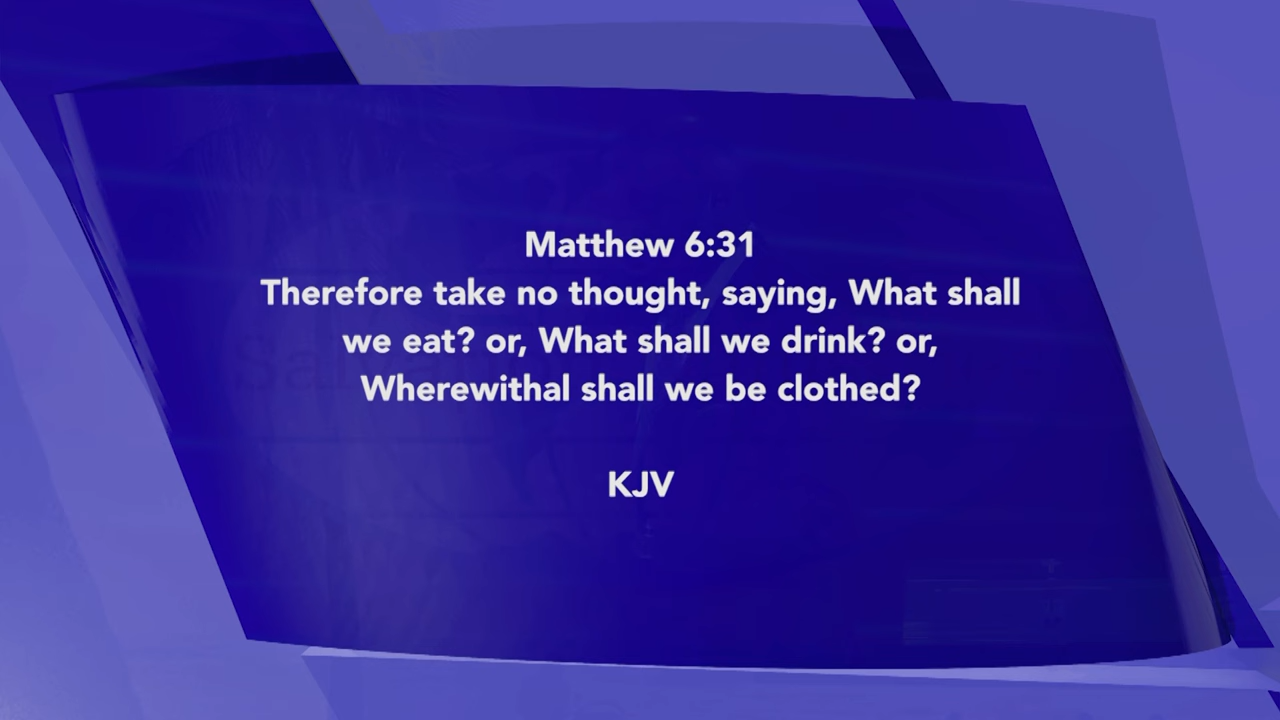 Matthew 6:31
Therefore take no thought, saying, What shall
we eat? or, What shall we drink? or,
Wherewithal shall we be clothed?
KJV